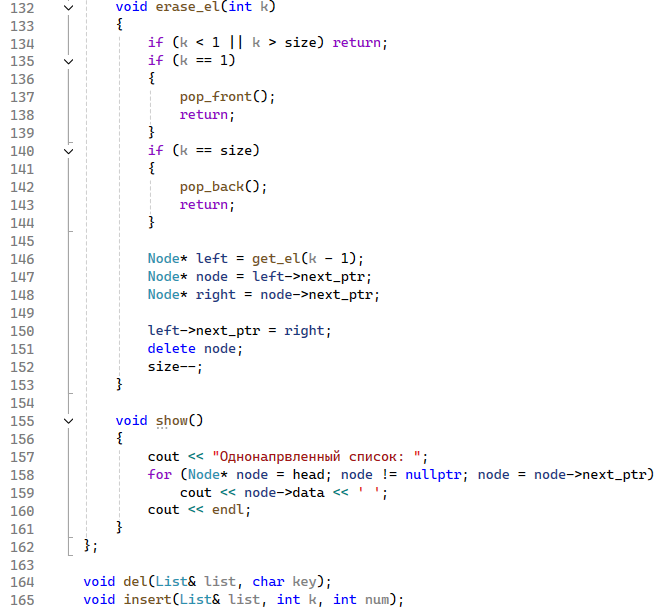 132 void erase_el(int k)
133 {
134 if (k < 1 || k > size) return;
135 if (k == 1)
136 {
137 pop_front();
138 return;
139 }
140 if (k == size)
141 {
142 pop_back();
143 return;
144 }
145
146 Node* left = get_el(k - 1);
147 Node* node = left->next_ptr;
148 Node* right = node->next_ptr;
149
150 left->next_ptr = right;
151 delete node;
152 size--;
153 }
154
155 void show()
156 {
157 cout << "Однонапрвленный список: ";
158 for (Node* node = head; node != nullptr; node = node->next_ptr)
159 cout << node->data << ' ';
160 cout << endl;
161 }
162 };
163
164 void del(List& list, char key);
165 void insert(List& list, int k, int num);